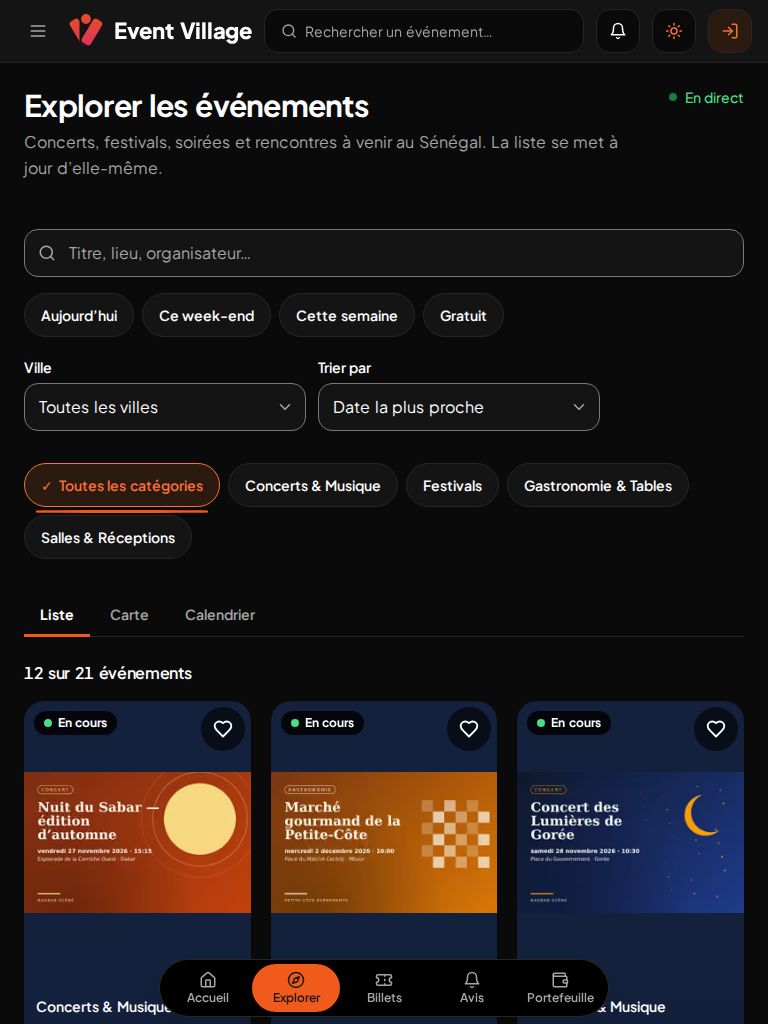 Event Village
Rechercher un événement...
Explorer les événements
En direct
Concerts, festivals, soirées et rencontres à venir au Sénégal. La liste se met à
jour d’elle-même.
Titre, lieu, organisateur...
Aujourd’hui
Ce week-end
Cette semaine
Gratuit
Ville
Trier par
Toutes les villes
Date la plus proche
✓ Toutes les catégories
Concerts & Musique
Festivals
Gastronomie & Tables
Salles & Réceptions
Liste
Carte
Calendrier
12 sur 21 événements
En cours
CONCERT
Nuit du Sabar —
édition
d’automne
vendredi 27 novembre 2026 · 15:15
Esplanade de la Corniche Ouest · Dakar
BAOBAB SCÈNE
En cours
GASTRONOMIE
Marché
gourmand de la
Petite-Côte
mercredi 2 décembre 2026 · 10:00
Place du Marché Central · Mbour
PETITE CÔTE ÉVÉNEMENTS
En cours
CONCERT
Concert des
Lumières de
Gorée
samedi 28 novembre 2026 · 10:30
Place du Gouvernement · Gorée
BAOBAB SCÈNE
Concerts & Musique
& Musique
Accueil
Explorer
Billets
Avis
Portefeuille